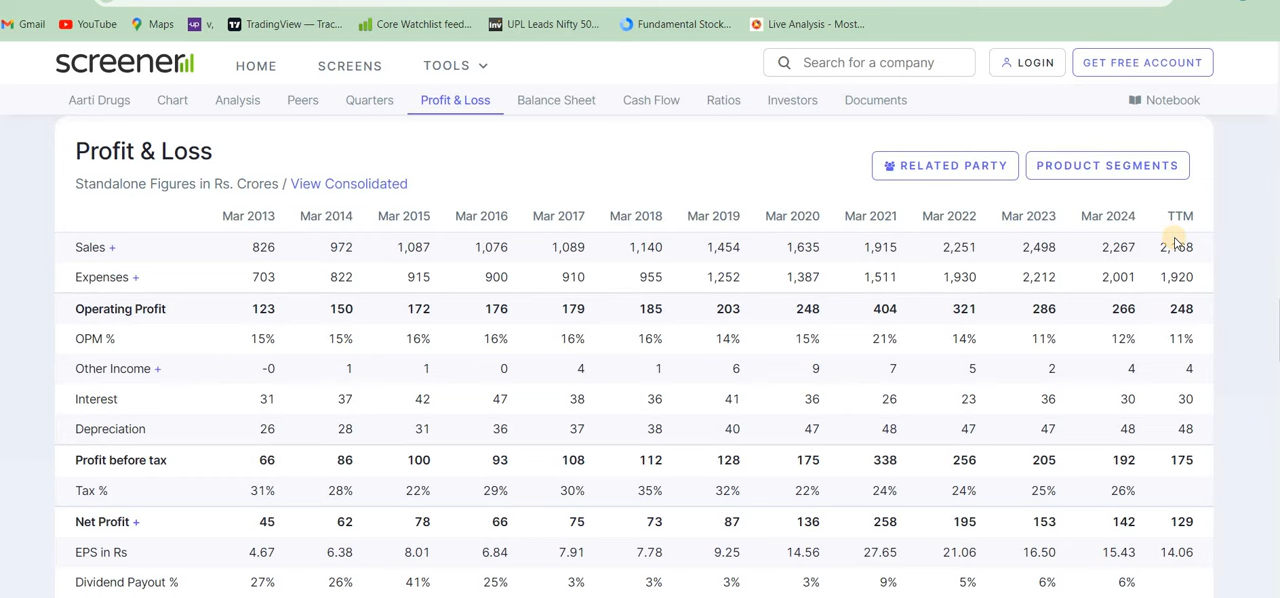 Gmail YouTube Maps up v, TradingView — Trac... Core Watchlist feed... Inv UPL Leads Nifty 50... Fundamental Stock... Live Analysis - Most...
screener HOME SCREENS TOOLS Search for a company LOGIN GET FREE ACCOUNT
Aarti Drugs Chart Analysis Peers Quarters Profit & Loss Balance Sheet Cash Flow Ratios Investors Documents Notebook
Profit & Loss
RELATED PARTY PRODUCT SEGMENTS
Standalone Figures in Rs. Crores / View Consolidated
Mar 2013 Mar 2014 Mar 2015 Mar 2016 Mar 2017 Mar 2018 Mar 2019 Mar 2020 Mar 2021 Mar 2022 Mar 2023 Mar 2024 TTM
Sales + 826 972 1,087 1,076 1,089 1,140 1,454 1,635 1,915 2,251 2,498 2,267
Expenses + 703 822 915 900 910 955 1,252 1,387 1,511 1,930 2,212 2,001 1,920
Operating Profit 123 150 172 176 179 185 203 248 404 321 286 266 248
OPM % 15% 15% 16% 16% 16% 16% 14% 15% 21% 14% 11% 12% 11%
Other Income + -0 1 1 0 4 1 6 9 7 5 2 4 4
Interest 31 37 42 47 38 36 41 36 26 23 36 30 30
Depreciation 26 28 31 36 37 38 40 47 48 48 47 48 48
Profit before tax 66 86 100 93 108 112 128 175 338 256 205 192 175
Tax % 31% 28% 22% 29% 30% 35% 32% 22% 24% 24% 25% 26%
Net Profit + 45 62 78 66 75 73 87 136 258 195 153 142 129
EPS in Rs 4.67 6.38 8.01 6.84 7.91 7.78 9.25 14.56 27.65 21.06 16.50 15.43 14.06
Dividend Payout % 27% 26% 41% 25% 3% 3% 3% 3% 9% 5% 6% 6%